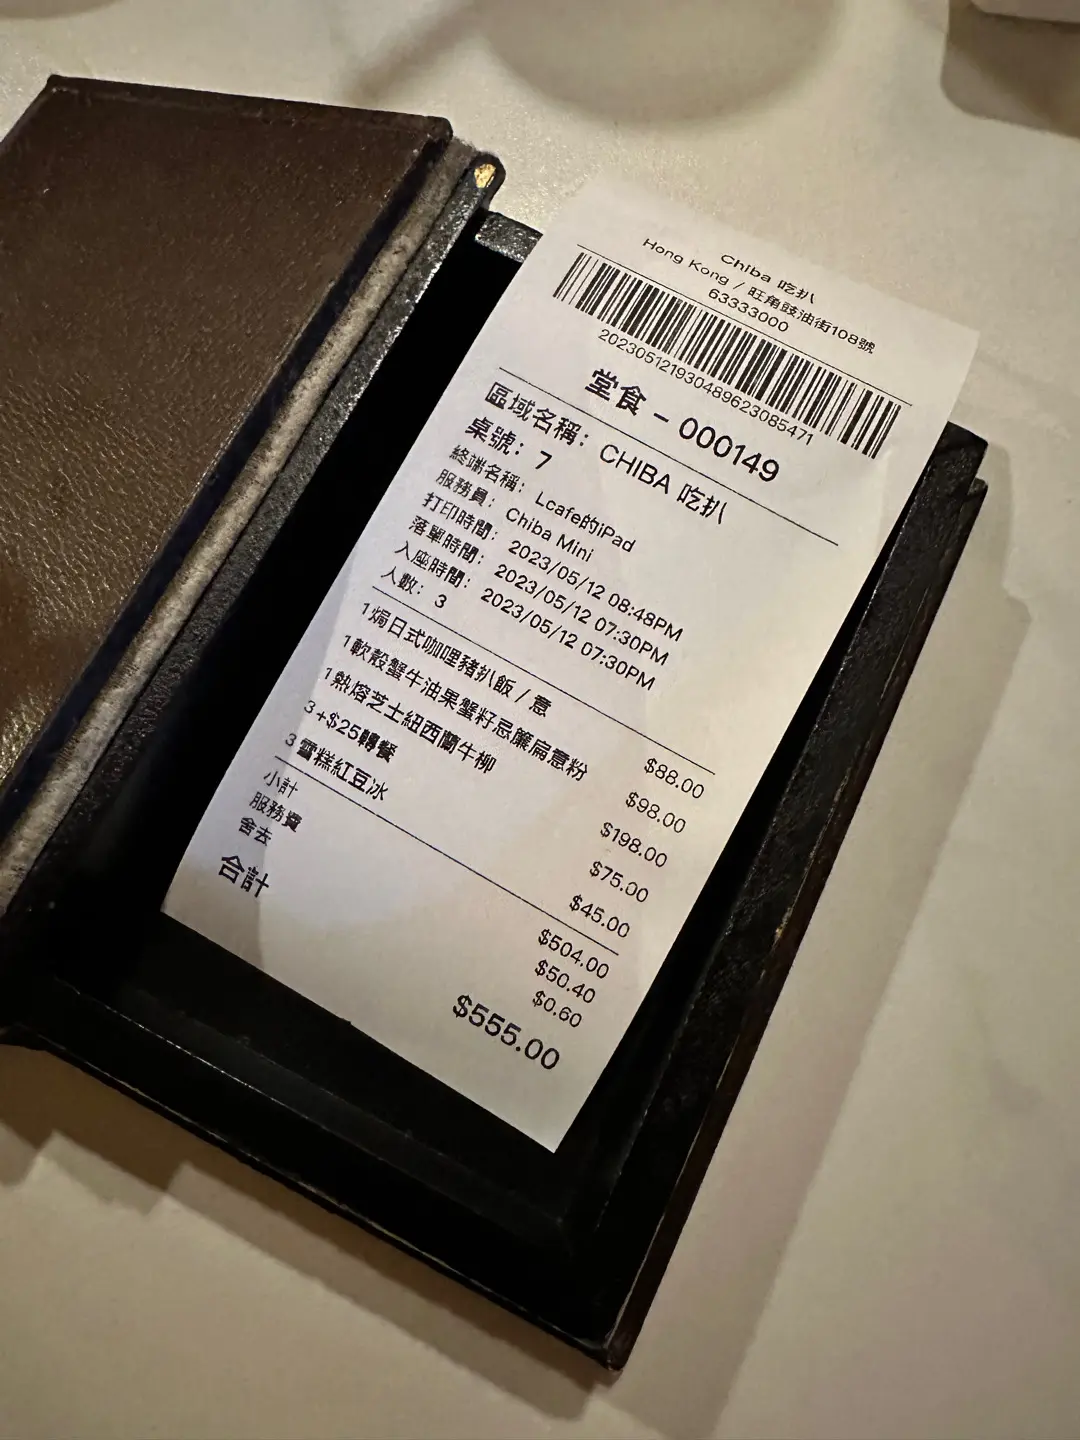 Chiba 吃扒
Hong Kong / 旺角豉油街108號
63333000
20230512193048962308​5471
堂食 - 000149
區域名稱: CHIBA 吃扒
桌號: 7
終端名稱: Lcafe的iPad
服務員: Chiba Mini
打印時間: 2023/05/12 08:48PM
落單時間: 2023/05/12 07:30PM
入座時間: 2023/05/12 07:30PM
人數: 3
1 焗日式咖哩豬扒飯 / 意 $88.00
1 軟殼蟹牛油果蟹籽忌簾扁意粉 $98.00
1 熱熔芝士紐西蘭牛柳 $198.00
3 +$25轉餐 $75.00
3 雪糕紅豆冰 $45.00
小計 $504.00
服務費 $50.40
舍去 $0.60
合計 $555.00